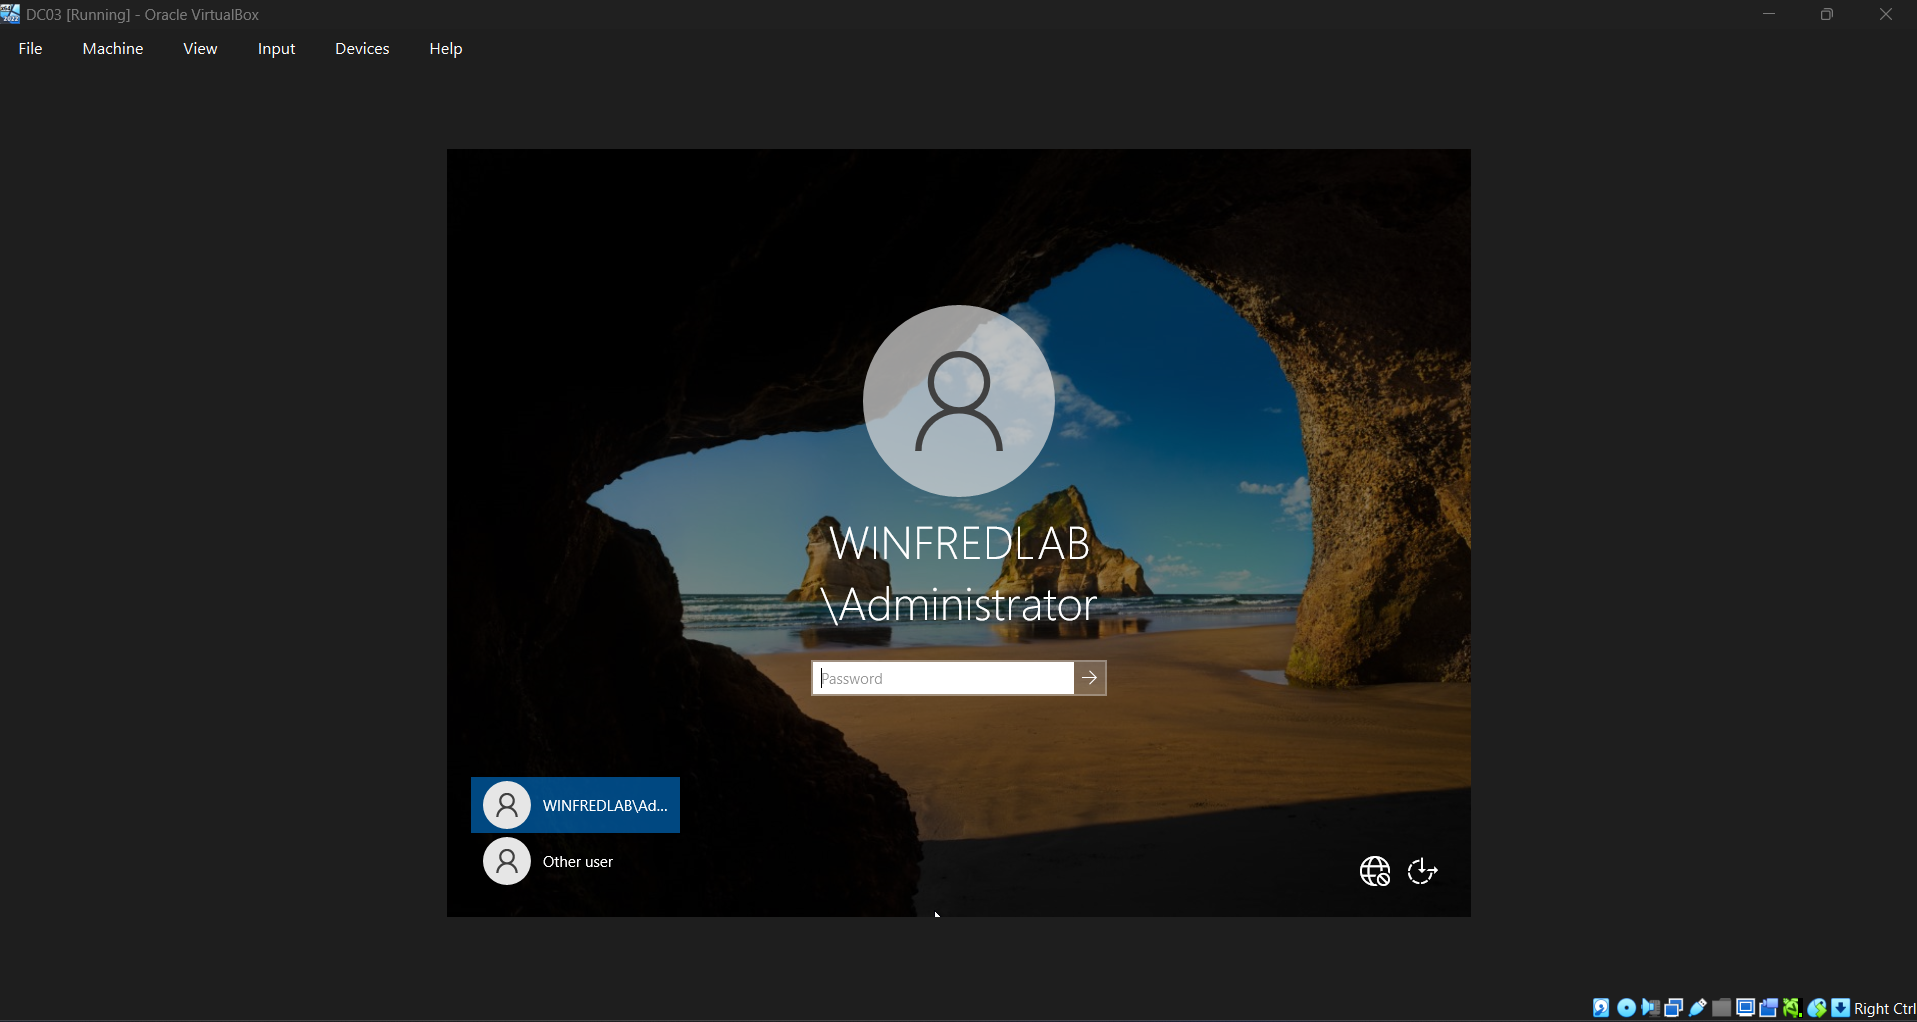 DC03 [Running] - Oracle VirtualBox
File Machine View Input Devices Help
WINFREDLAB
\Administrator
Password
WINFREDLAB\Ad...
Other user
Right Ctrl